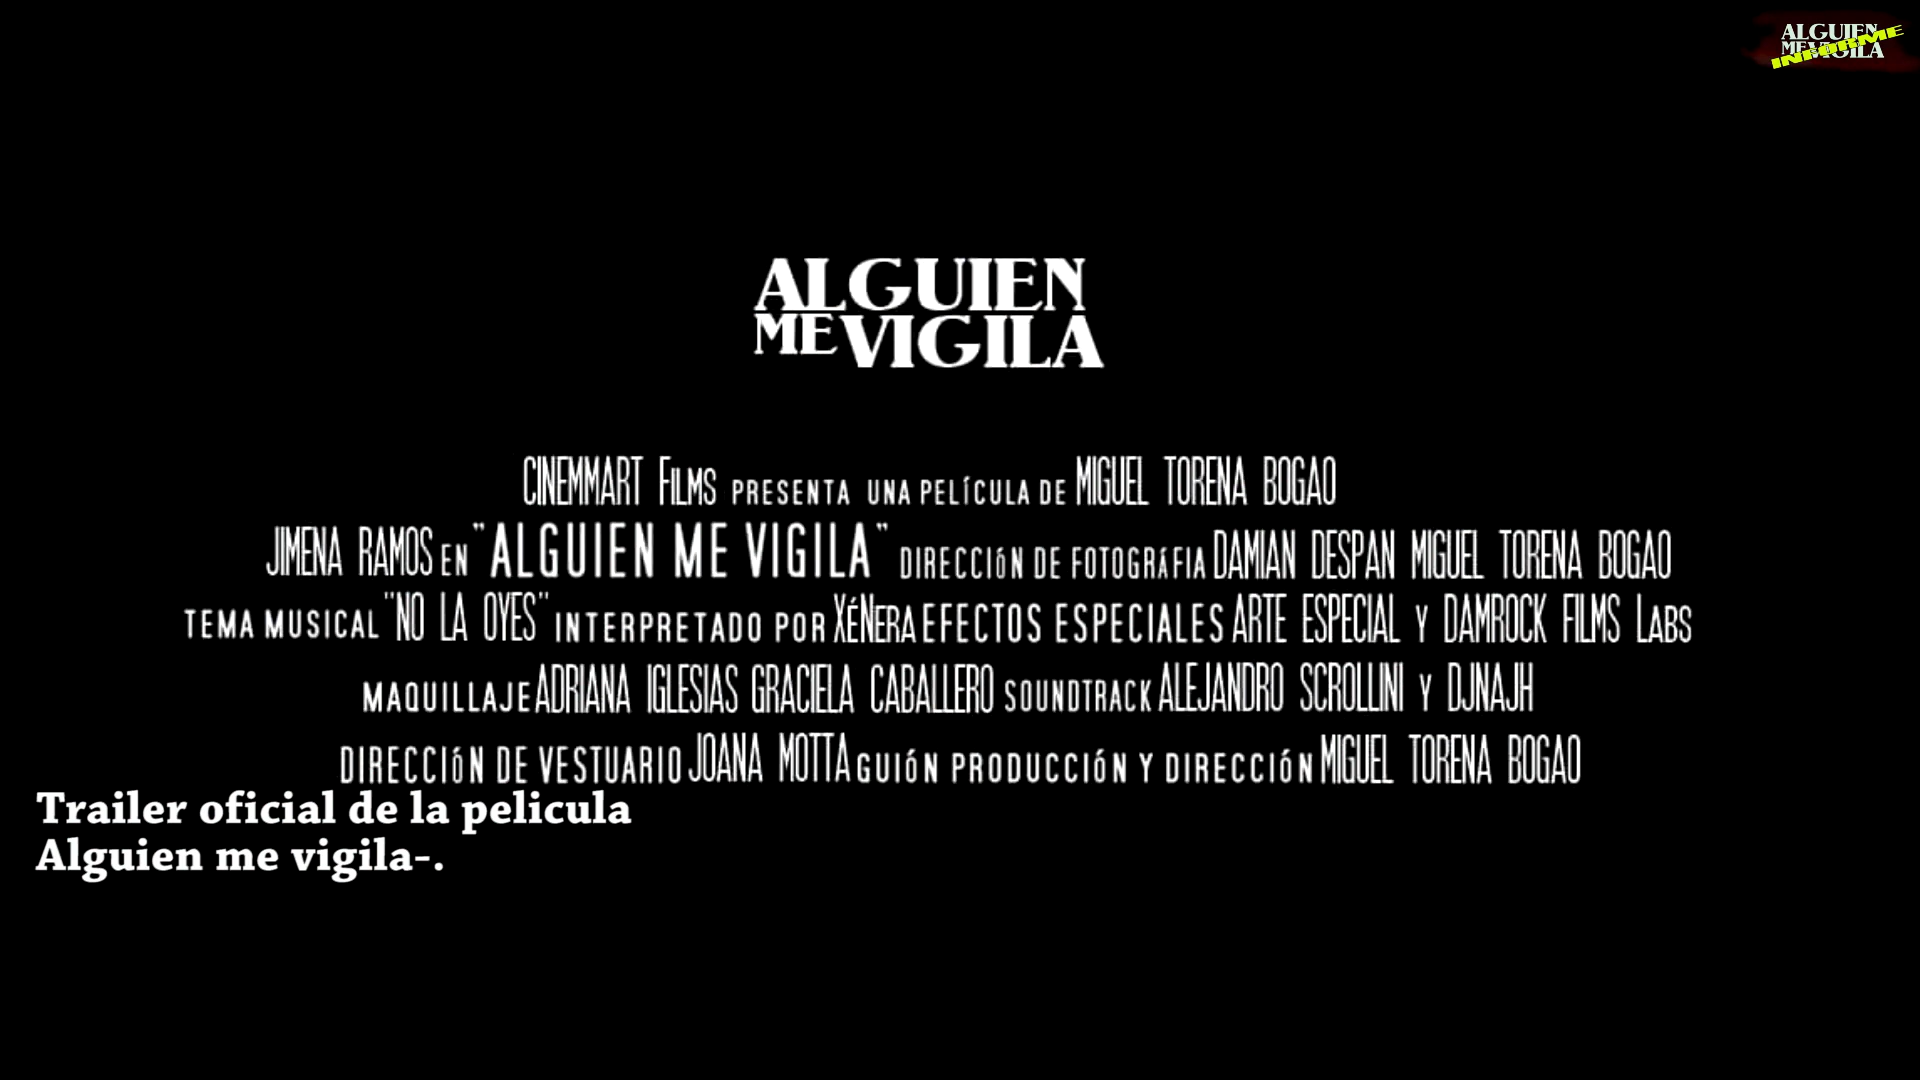 ALGUIEN
ME VIGILA
INFORME
ALGUIEN
ME VIGILA
CINEMMART FILMS PRESENTA UNA PELÍCULA DE MIGUEL TORENA BOGAO
JIMENA RAMOS EN "ALGUIEN ME VIGILA" DIRECCIóN DE FOTOGRáFIA DAMIAN DESPAN MIGUEL TORENA BOGAO
TEMA MUSICAL "NO LA OYES" INTERPRETADO POR XéNERA EFECTOS ESPECIALES ARTE ESPECIAL Y DAMROCK FILMS LABS
MAQUILLAJE ADRIANA IGLESIAS GRACIELA CABALLERO SOUNDTRACK ALEJANDRO SCROLLINI Y DJNAJH
DIRECCIóN DE VESTUARIO JOANA MOTTA GUIóN PRODUCCIóN Y DIRECCIóN MIGUEL TORENA BOGAO
Trailer oficial de la pelicula
Alguien me vigila-.